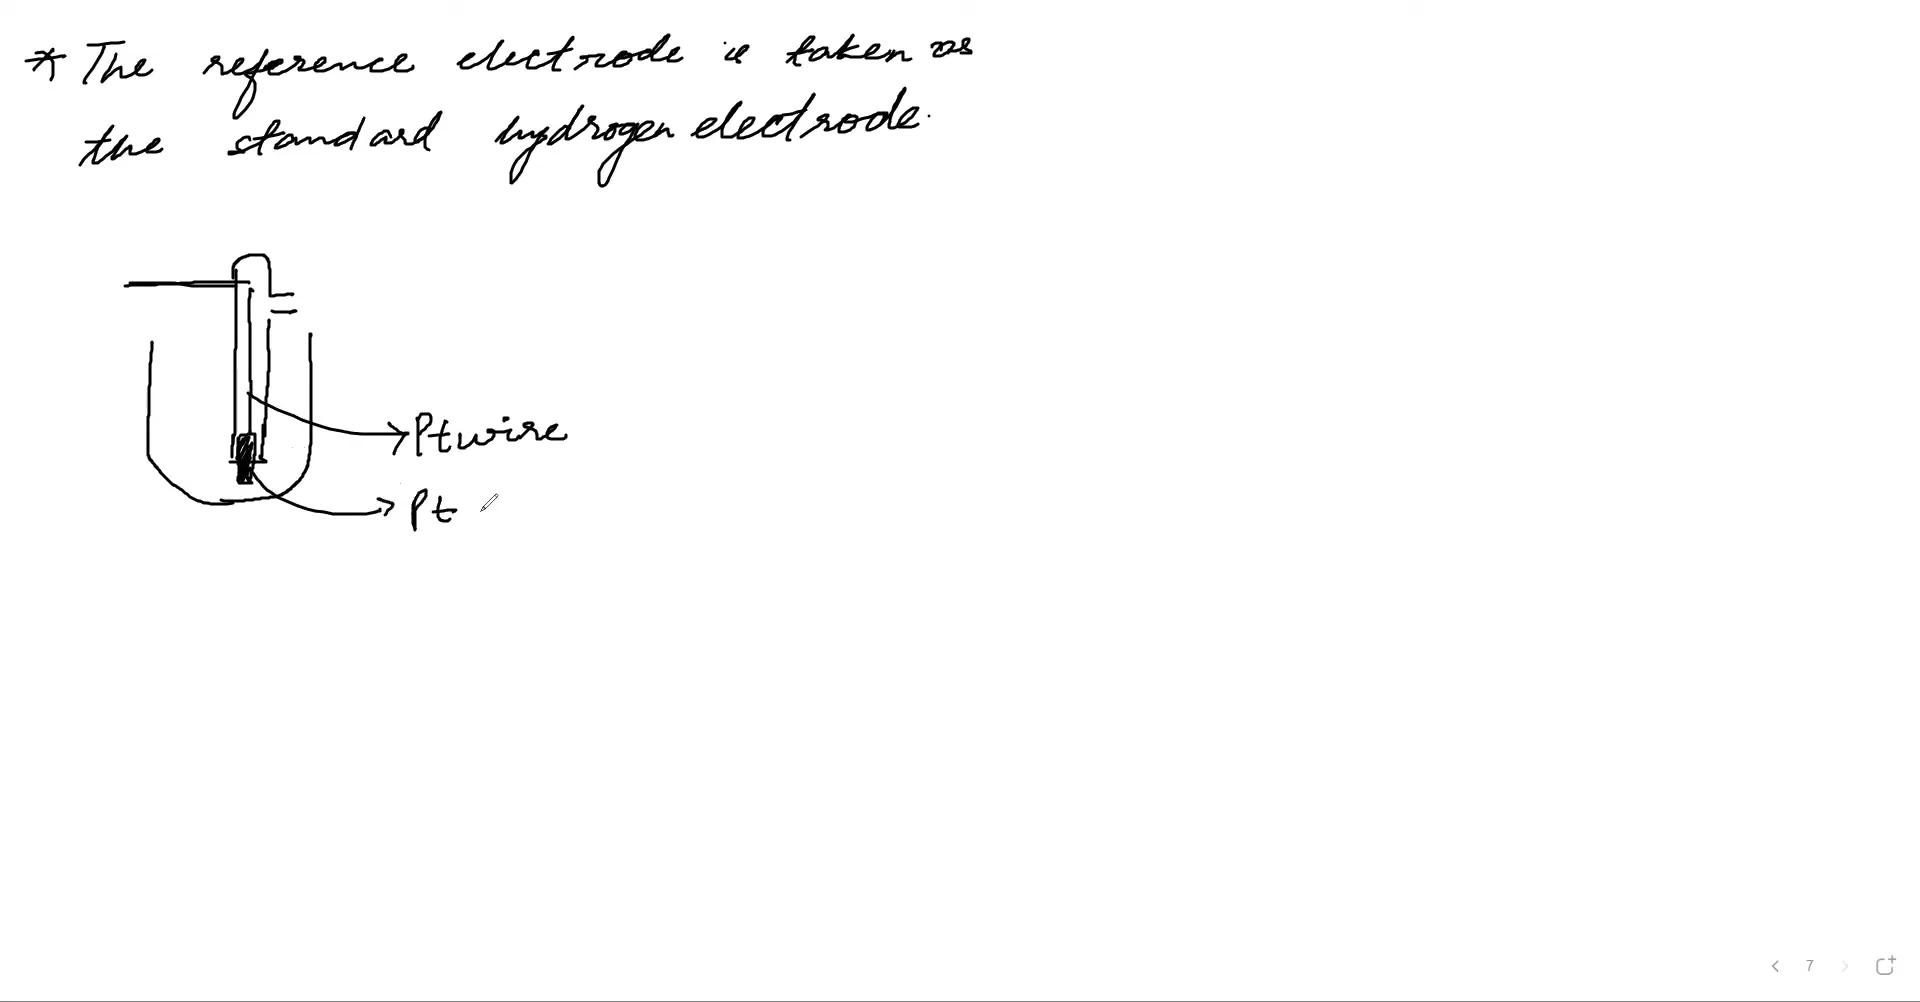 * The reference electrode is taken as
the standard hydrogen electrode.
Pt wire
Pt
7